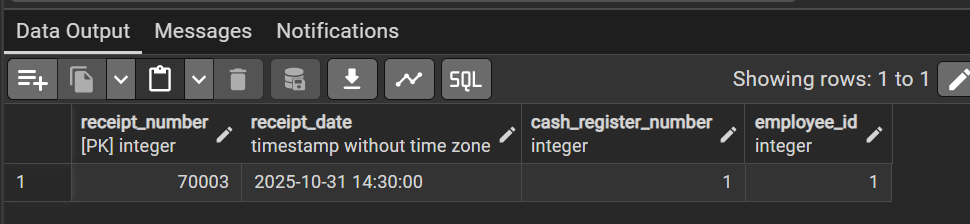 Data Output Messages Notifications
SQL Showing rows: 1 to 1
receipt_number receipt_date cash_register_number employee_id
[PK] integer timestamp without time zone integer integer
1 70003 2025-10-31 14:30:00 1 1